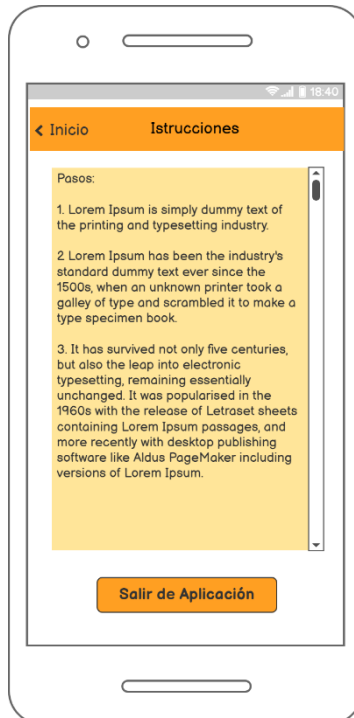 18:40
Inicio
Istrucciones
Pasos:
1. Lorem Ipsum is simply dummy text of
the printing and typesetting industry.
2 Lorem Ipsum has been the industry's
standard dummy text ever since the
1500s, when an unknown printer took a
galley of type and scrambled it to make a
type specimen book.
3. It has survived not only five centuries,
but also the leap into electronic
typesetting, remaining essentially
unchanged. It was popularised in the
1960s with the release of Letraset sheets
containing Lorem Ipsum passages, and
more recently with desktop publishing
software like Aldus PageMaker including
versions of Lorem Ipsum.
Salir de Aplicación